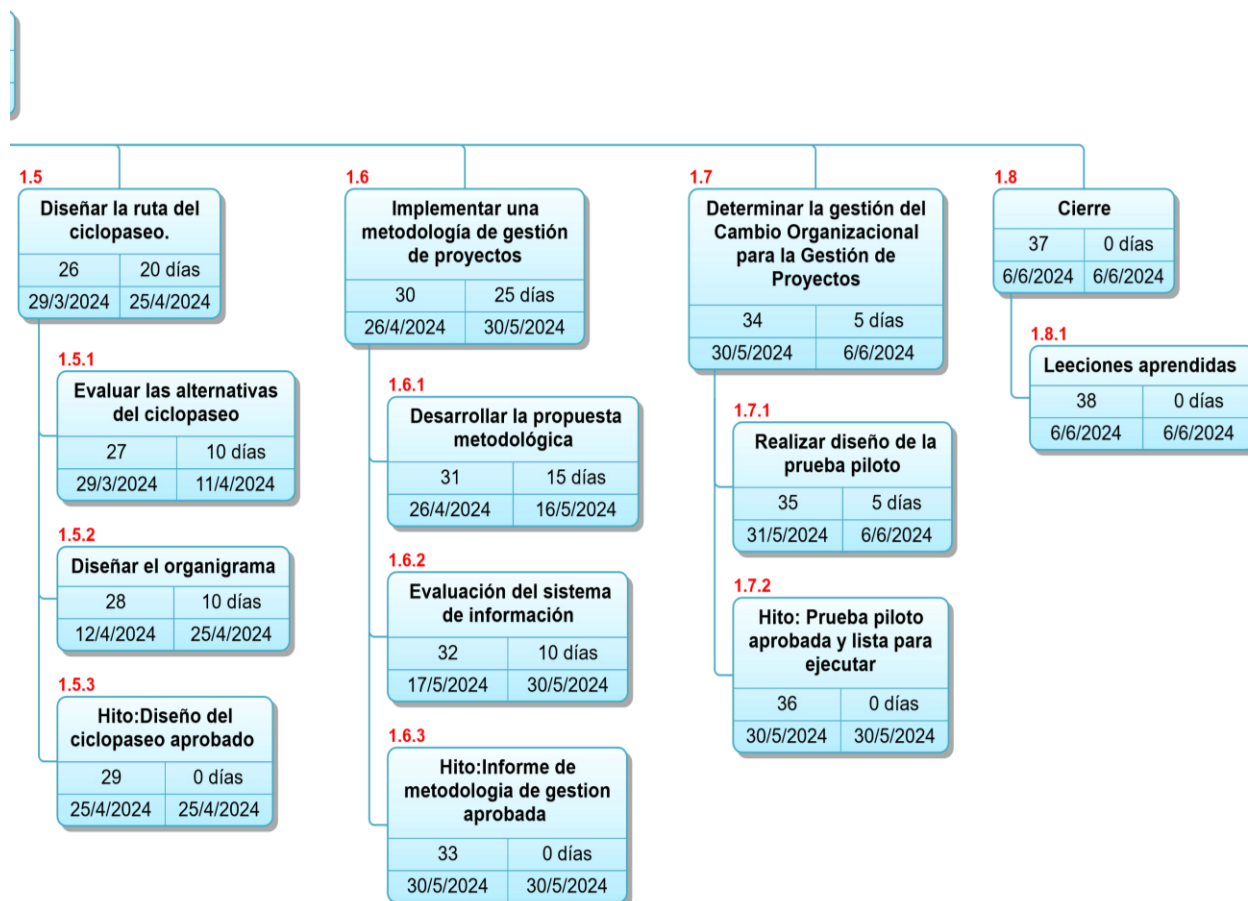 1.5
Diseñar la ruta del
ciclopaseo.
26 20 días
29/3/2024 25/4/2024
1.5.1
Evaluar las alternativas
del ciclopaseo
27 10 días
29/3/2024 11/4/2024
1.5.2
Diseñar el organigrama
28 10 días
12/4/2024 25/4/2024
1.5.3
Hito:Diseño del
ciclopaseo aprobado
29 0 días
25/4/2024 25/4/2024
1.6
Implementar una
metodología de gestión
de proyectos
30 25 días
26/4/2024 30/5/2024
1.6.1
Desarrollar la propuesta
metodológica
31 15 días
26/4/2024 16/5/2024
1.6.2
Evaluación del sistema
de información
32 10 días
17/5/2024 30/5/2024
1.6.3
Hito:Informe de
metodologia de gestion
aprobada
33 0 días
30/5/2024 30/5/2024
1.7
Determinar la gestión del
Cambio Organizacional
para la Gestión de
Proyectos
34 5 días
30/5/2024 6/6/2024
1.7.1
Realizar diseño de la
prueba piloto
35 5 días
31/5/2024 6/6/2024
1.7.2
Hito: Prueba piloto
aprobada y lista para
ejecutar
36 0 días
30/5/2024 30/5/2024
1.8
Cierre
37 0 días
6/6/2024 6/6/2024
1.8.1
Leeciones aprendidas
38 0 días
6/6/2024 6/6/2024